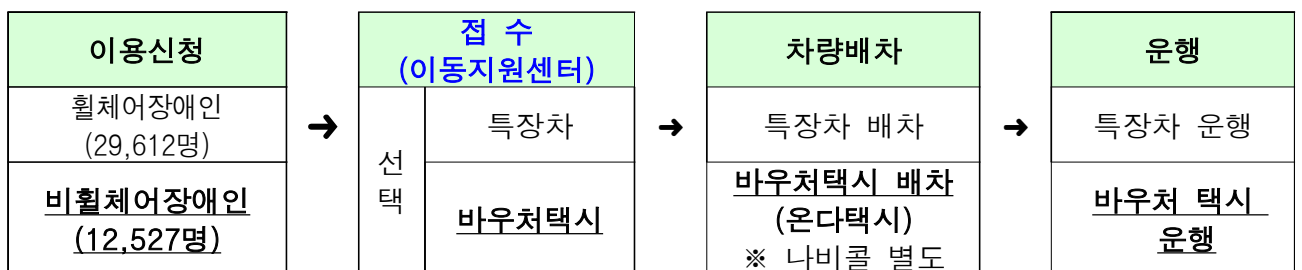 이용신청
휠체어장애인
(29,612명)
비휠체어장애인
(12,527명)
➜
접 수
(이동지원센터)
선
택
특장차
바우처택시
➜
차량배차
특장차 배차
바우처택시 배차
(온다택시)
※ 나비콜 별도
➜
운행
특장차 운행
바우처 택시
운행